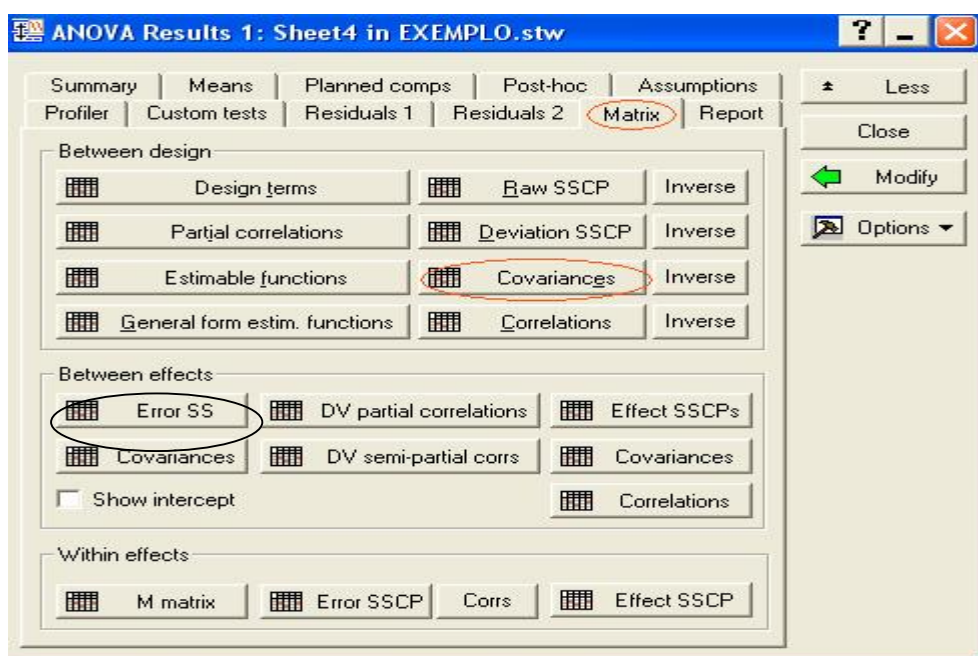 ANOVA Results 1: Sheet4 in EXEMPLO.stw
Summary Means Planned comps Post-hoc Assumptions
Profiler Custom tests Residuals 1 Residuals 2 Matrix Report
Less
Close
Modify
Options
Between design
Design terms Raw SSCP Inverse
Partial correlations Deviation SSCP Inverse
Estimable functions Covariances Inverse
General form estim. functions Correlations Inverse
Between effects
Error SS DV partial correlations Effect SSCPs
Covariances DV semi-partial corrs Covariances
Show intercept Correlations
Within effects
M matrix Error SSCP Corrs Effect SSCP